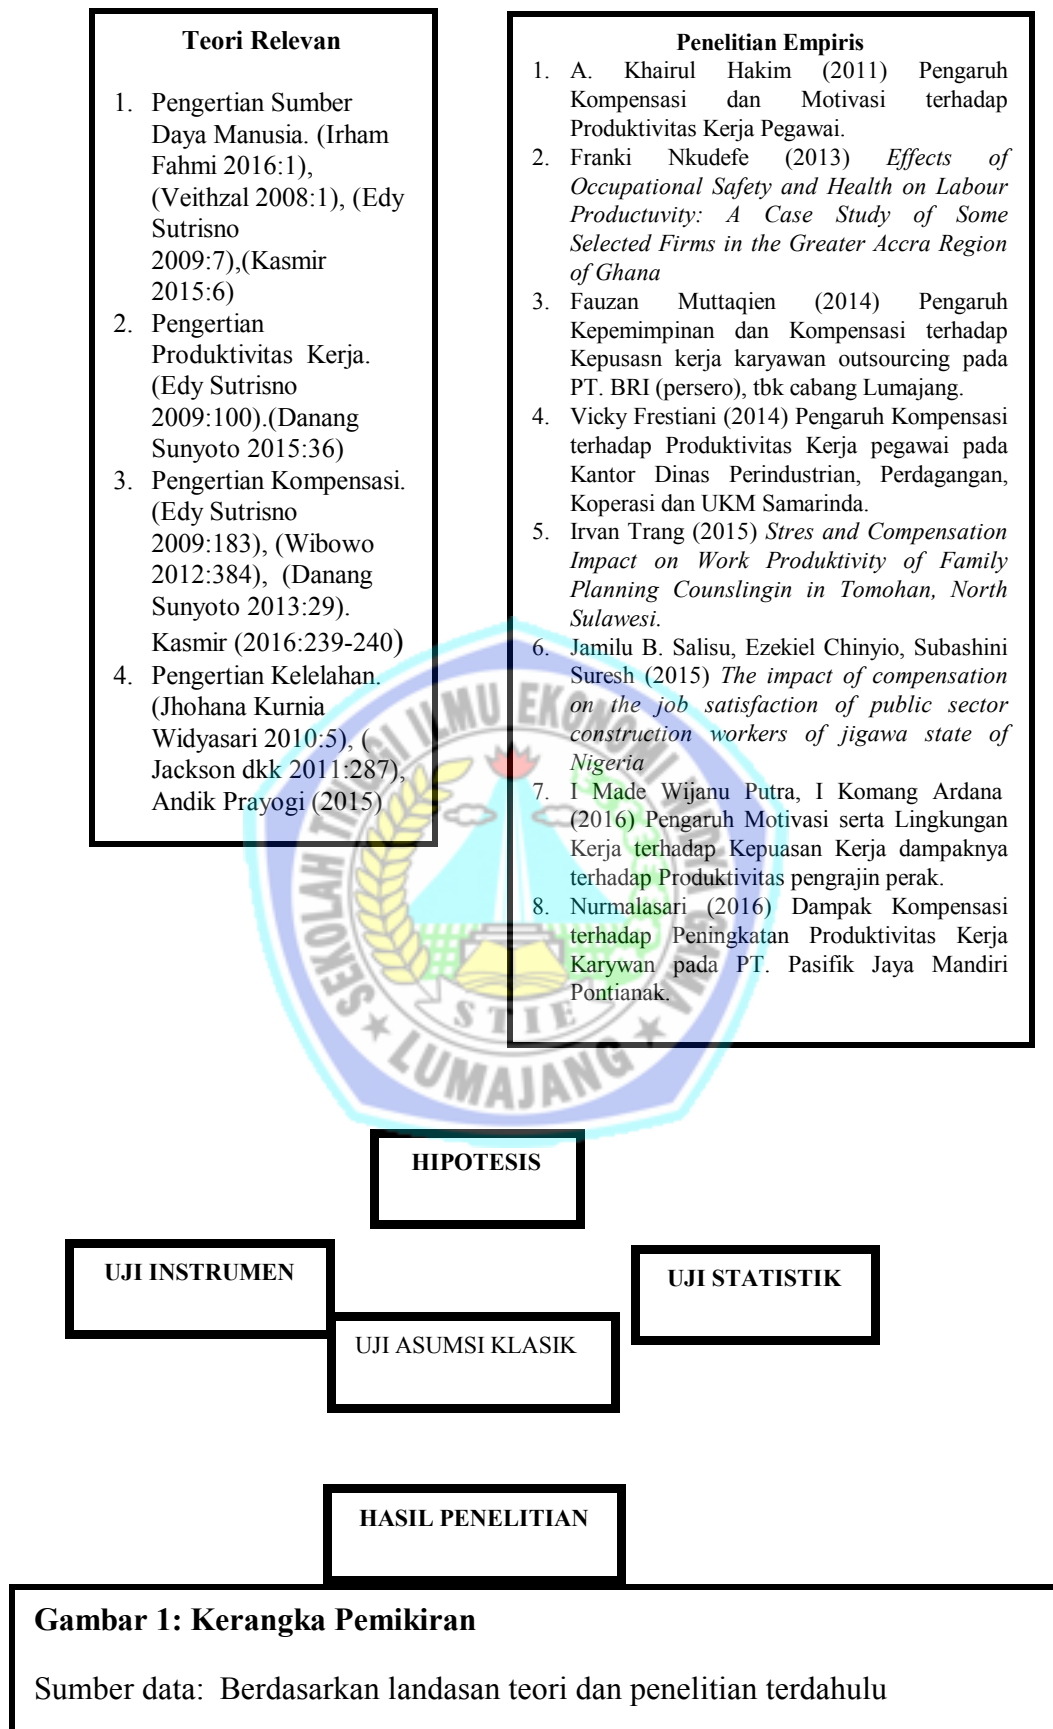 Teori Relevan
1. Pengertian Sumber
Daya Manusia. (Irham
Fahmi 2016:1),
(Veithzal 2008:1), (Edy
Sutrisno
2009:7),(Kasmir
2015:6)
2. Pengertian
Produktivitas Kerja.
(Edy Sutrisno
2009:100).(Danang
Sunyoto 2015:36)
3. Pengertian Kompensasi.
(Edy Sutrisno
2009:183), (Wibowo
2012:384), (Danang
Sunyoto 2013:29).
Kasmir (2016:239-240)
4. Pengertian Kelelahan.
(Jhohana Kurnia
Widyasari 2010:5), (
Jackson dkk 2011:287),
Andik Prayogi (2015)
Penelitian Empiris
1. A. Khairul Hakim (2011) Pengaruh
Kompensasi dan Motivasi terhadap
Produktivitas Kerja Pegawai.
2. Franki Nkudefe (2013) Effects of
Occupational Safety and Health on Labour
Productuvity: A Case Study of Some
Selected Firms in the Greater Accra Region
of Ghana
3. Fauzan Muttaqien (2014) Pengaruh
Kepemimpinan dan Kompensasi terhadap
Kepusasn kerja karyawan outsourcing pada
PT. BRI (persero), tbk cabang Lumajang.
4. Vicky Frestiani (2014) Pengaruh Kompensasi
terhadap Produktivitas Kerja pegawai pada
Kantor Dinas Perindustrian, Perdagangan,
Koperasi dan UKM Samarinda.
5. Irvan Trang (2015) Stres and Compensation
Impact on Work Produktivity of Family
Planning Counslingin in Tomohan, North
Sulawesi.
6. Jamilu B. Salisu, Ezekiel Chinyio, Subashini
Suresh (2015) The impact of compensation
on the job satisfaction of public sector
construction workers of jigawa state of
Nigeria
7. I Made Wijanu Putra, I Komang Ardana
(2016) Pengaruh Motivasi serta Lingkungan
Kerja terhadap Kepuasan Kerja dampaknya
terhadap Produktivitas pengrajin perak.
8. Nurmalasari (2016) Dampak Kompensasi
terhadap Peningkatan Produktivitas Kerja
Karywan pada PT. Pasifik Jaya Mandiri
Pontianak.
SEKOLAH TINGGI ILMU EKONOMI WIDYA GAMA
STIE
LUMAJANG
HIPOTESIS
UJI INSTRUMEN
UJI STATISTIK
UJI ASUMSI KLASIK
HASIL PENELITIAN
Gambar 1: Kerangka Pemikiran
Sumber data: Berdasarkan landasan teori dan penelitian terdahulu